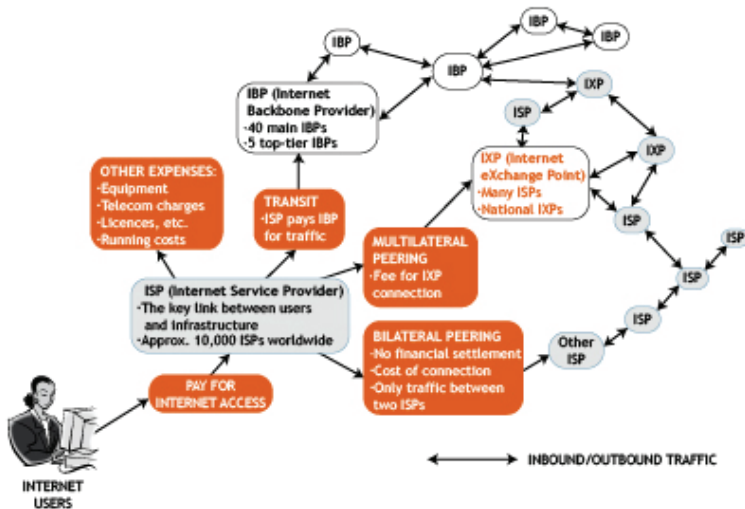 IBP
IBP
IBP
IBP
IBP (Internet
Backbone Provider)
·40 main IBPs
·5 top-tier IBPs
IXP
ISP
IXP
IXP (Internet
eXchange Point)
·Many ISPs
·National IXPs
OTHER EXPENSES:
·Equipment
·Telecom charges
·Licences, etc.
·Running costs
TRANSIT
·ISP pays IBP
for traffic
ISP
ISP
MULTILATERAL
PEERING
·Fee for IXP
connection
ISP
ISP (Internet Service Provider)
·The key link between users
and infrastructure
·Approx. 10,000 ISPs worldwide
ISP
BILATERAL PEERING
·No financial settlement
·Cost of connection
·Only traffic between
two ISPs
Other
ISP
PAY FOR
INTERNET ACCESS
INTERNET
USERS
INBOUND/OUTBOUND TRAFFIC